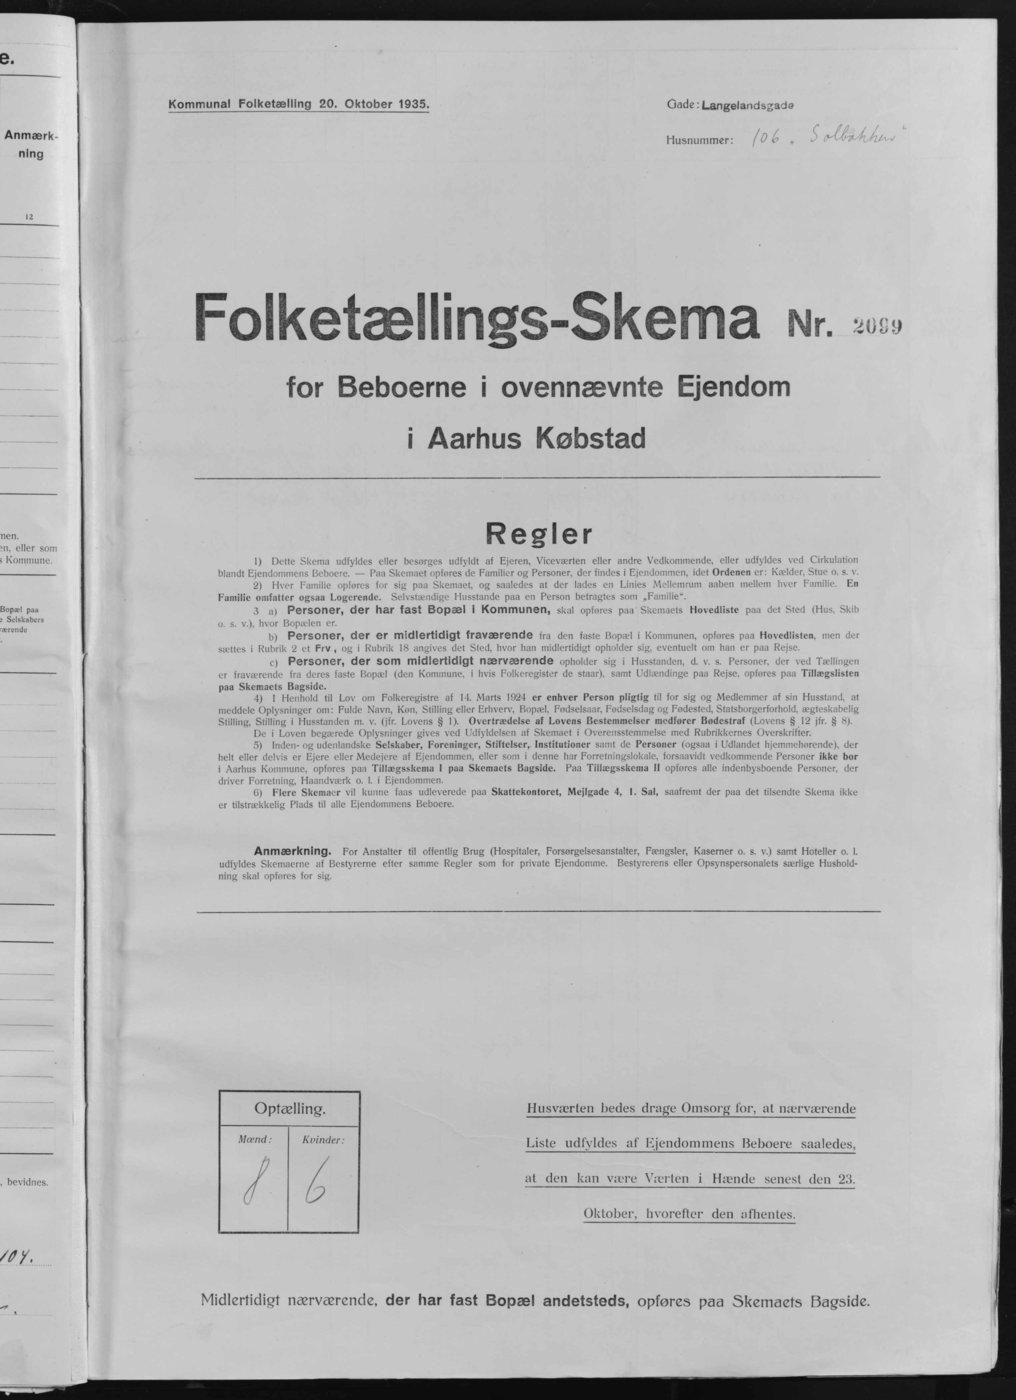 e.
Anmærk-
ning
12
men.
en, eller som
s Kommune.
Bopæl paa
e Selskabers
værende
, bevidnes.
104.
Kommunal Folketælling 20. Oktober 1935.
Gade: Langelandsgade
Husnummer: 106 „Solbakken“
Folketællings-Skema Nr. 2099
for Beboerne i ovennævnte Ejendom
i Aarhus Købstad
Regler
1) Dette Skema udfyldes eller besørges udfyldt af Ejeren, Viceværten eller andre Vedkommende, eller udfyldes ved Cirkulation
blandt Ejendommens Beboere. — Paa Skemaet opføres de Familier og Personer, der findes i Ejendommen, idet Ordenen er: Kælder, Stue o. s. v.
2) Hver Familie opføres for sig paa Skemaet, og saaledes at der lades en Linies Mellemrum aaben mellem hver Familie. En
Familie omfatter ogsaa Logerende. Selvstændige Husstande paa en Person betragtes som „Familie“.
3 a) Personer, der har fast Bopæl i Kommunen, skal opføres paa Skemaets Hovedliste paa det Sted (Hus, Skib
o. s. v.), hvor Bopælen er.
b) Personer, der er midlertidigt fraværende fra den faste Bopæl i Kommunen, opføres paa Hovedlisten, men der
sættes i Rubrik 2 et Frv., og i Rubrik 18 angives det Sted, hvor han midlertidigt opholder sig, eventuelt om han er paa Rejse.
c) Personer, der som midlertidigt nærværende opholder sig i Husstanden, d. v. s. Personer, der ved Tællingen
er fraværende fra deres faste Bopæl (den Kommune, i hvis Folkeregister de staar), samt Udlændinge paa Rejse, opføres paa Tillægslisten
paa Skemaets Bagside.
4) I Henhold til Lov om Folkeregistre af 14. Marts 1924 er enhver Person pligtig til for sig og Medlemmer af sin Husstand, at
meddele Oplysninger om: Fulde Navn, Køn, Stilling eller Erhverv, Bopæl, Fødselsaar, Fødselsdag og Fødested, Statsborgerforhold, ægteskabelig
Stilling, Stilling i Husstanden m. v. (jfr. Lovens § 1). Overtrædelse af Lovens Bestemmelser medfører Bødestraf (Lovens § 12 jfr. § 8).
De i Loven begærede Oplysninger gives ved Udfyldelsen af Skemaet i Overensstemmelse med Rubrikkernes Overskrifter.
5) Inden- og udenlandske Selskaber, Foreninger, Stiftelser, Institutioner samt de Personer (ogsaa i Udlandet hjemmehørende), der
helt eller delvis er Ejere eller Medejere af Ejendommen, eller som i denne har Forretningslokale, forsaavidt vedkommende Personer ikke bor
i Aarhus Kommune, opføres paa Tillægsskema I paa Skemaets Bagside. Paa Tillægsskema II opføres alle indenbysboende Personer, der
driver Forretning, Haandværk o. l. i Ejendommen.
6) Flere Skemaer vil kunne faas udleverede paa Skattekontoret, Mejlgade 4, 1. Sal, saafremt der paa det tilsendte Skema ikke
er tilstrækkelig Plads til alle Ejendommens Beboere.
Anmærkning. For Anstalter til offentlig Brug (Hospitaler, Forsørgelsesanstalter, Fængsler, Kaserner o. s. v.) samt Hoteller o. l.
udfyldes Skemaerne af Bestyrerne efter samme Regler som for private Ejendomme. Bestyrerens eller Opsynspersonalets særlige Hushold-
ning skal opføres for sig.
Optælling.
Mænd: Kvinder:
8 6
Husværten bedes drage Omsorg for, at nærværende
Liste udfyldes af Ejendommens Beboere saaledes,
at den kan være Værten i Hænde senest den 23.
Oktober, hvorefter den afhentes.
Midlertidigt nærværende, der har fast Bopæl andetsteds, opføres paa Skemaets Bagside.